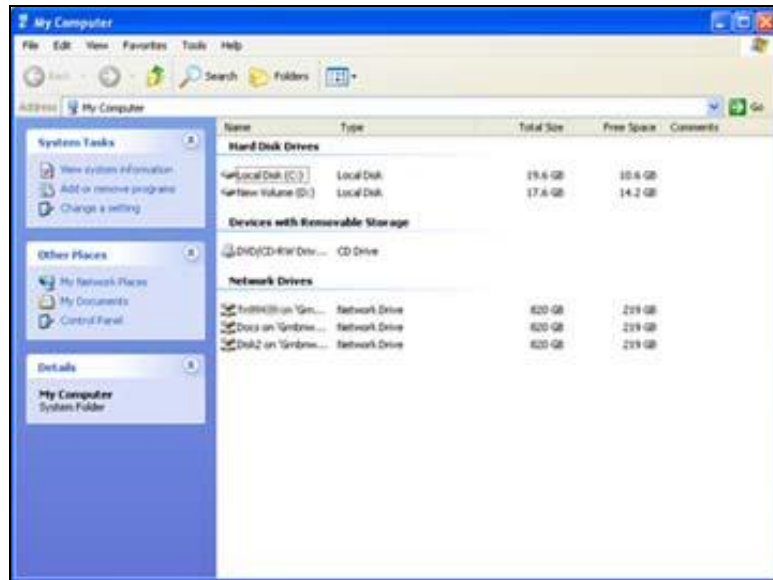 My Computer
File Edit View Favorites Tools Help
Back Search Folders
Address My Computer Go
Name Type Total Size Free Space Comments
System Tasks
View system information
Add or remove programs
Change a setting
Other Places
My Network Places
My Documents
Control Panel
Details
My Computer
System Folder
Hard Disk Drives
Local Disk (C:) Local Disk 19.6 GB 10.6 GB
New Volume (D:) Local Disk 17.6 GB 14.2 GB
Devices with Removable Storage
DVD/CD-RW Driv... CD Drive
Network Drives
on Network Drive 820 GB 219 GB
Docs on Network Drive 820 GB 219 GB
Disk2 on Network Drive 820 GB 219 GB